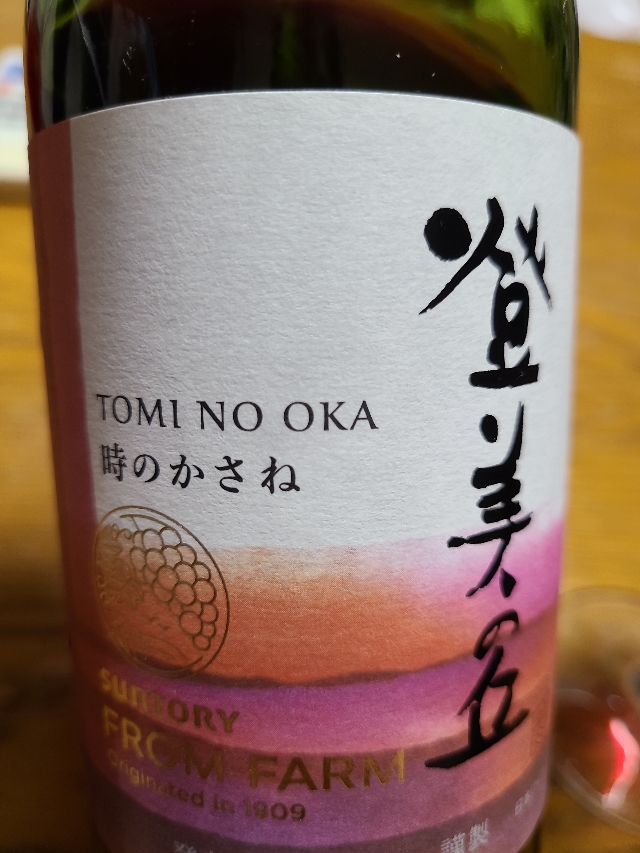 登美の丘
TOMI NO OKA
時のかさね
SUNTORY
FROM FARM
Originated in 1909
謹製